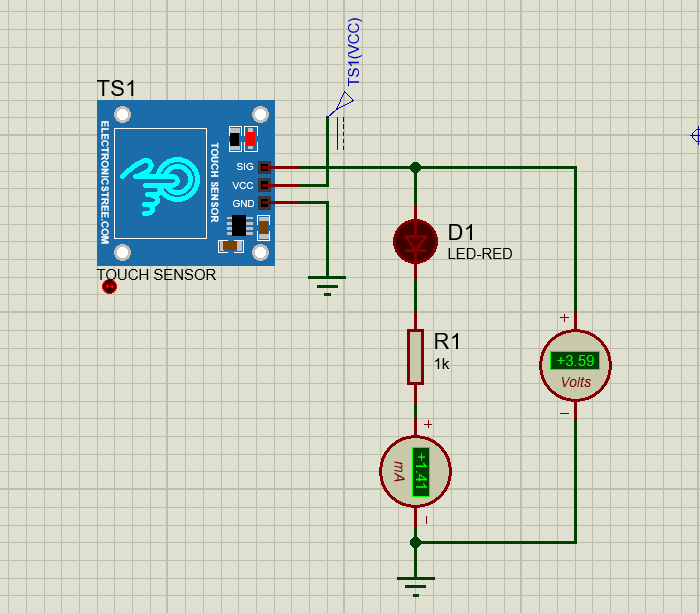 TS1(VCC)
TS1
ELECTRONICSTREE.COM
TOUCH SENSOR
SIG
VCC
GND
TOUCH SENSOR
D1
LED-RED
R1
1k
+
+3.59
Volts
−
+
+1.41
mA
−